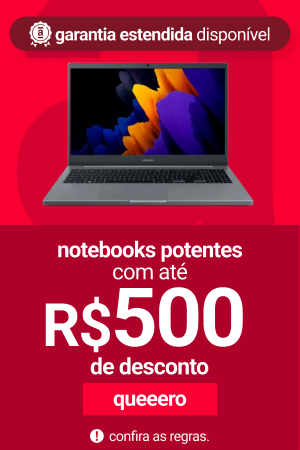 garantia estendida disponível
notebooks potentes
com até
R$500
de desconto
queeero
confira as regras.